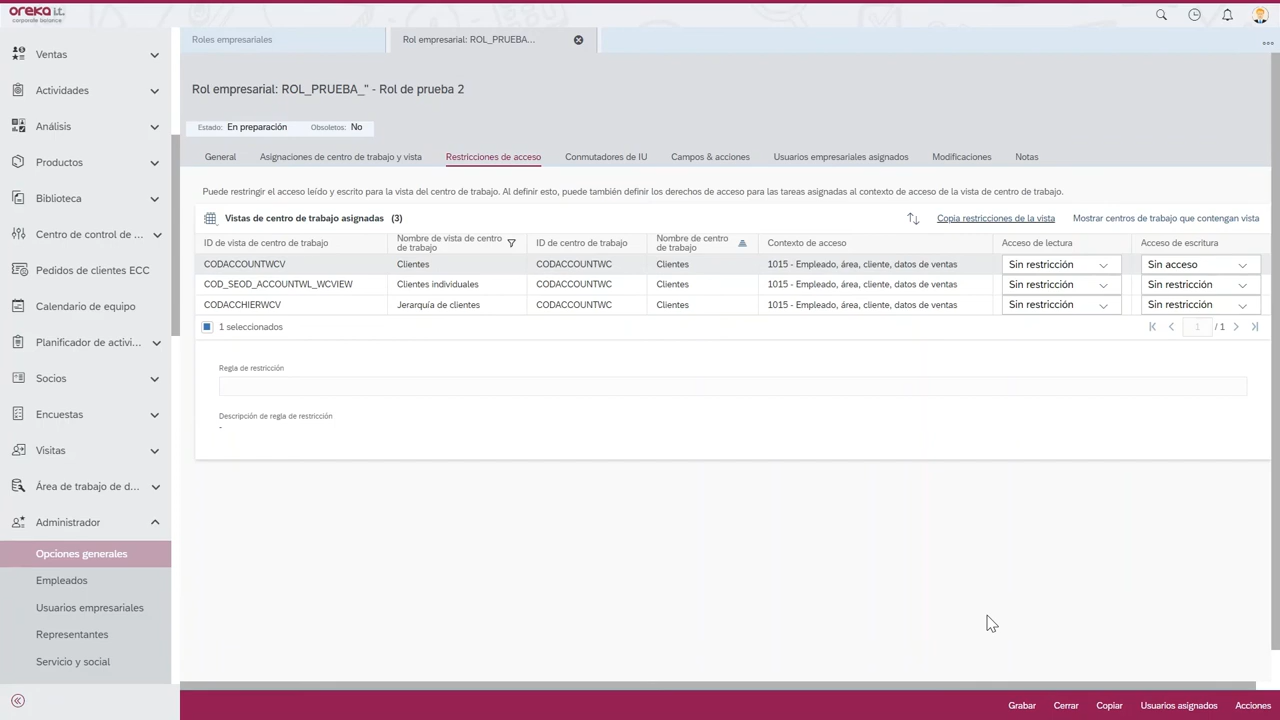 oreka i.t.
corporate balance
Ventas
Actividades
Análisis
Productos
Biblioteca
Centro de control de ...
Pedidos de clientes ECC
Calendario de equipo
Planificador de activi...
Socios
Encuestas
Visitas
Área de trabajo de d...
Administrador
Opciones generales
Empleados
Usuarios empresariales
Representantes
Servicio y social
Roles empresariales
Rol empresarial: ROL_PRUEBA...
Rol empresarial: ROL_PRUEBA_" - Rol de prueba 2
Estado: En preparación Obsoletos: No
General Asignaciones de centro de trabajo y vista Restricciones de acceso Conmutadores de IU Campos & acciones Usuarios empresariales asignados Modificaciones Notas
Puede restringir el acceso leído y escrito para la vista del centro de trabajo. Al definir esto, puede también definir los derechos de acceso para las tareas asignadas al contexto de acceso de la vista de centro de trabajo.
Vistas de centro de trabajo asignadas (3) Copia restricciones de la vista Mostrar centros de trabajo que contengan vista
ID de vista de centro de trabajo Nombre de vista de centro de trabajo ID de centro de trabajo Nombre de centro de trabajo Contexto de acceso Acceso de lectura Acceso de escritura
CODACCOUNTWCV Clientes CODACCOUNTWC Clientes 1015 - Empleado, área, cliente, datos de ventas Sin restricción Sin acceso
COD_SEOD_ACCOUNTWL_WCVIEW Clientes individuales CODACCOUNTWC Clientes 1015 - Empleado, área, cliente, datos de ventas Sin restricción Sin restricción
CODACCHIERWCV Jerarquía de clientes CODACCOUNTWC Clientes 1015 - Empleado, área, cliente, datos de ventas Sin restricción Sin restricción
1 seleccionados 1 / 1
Regla de restricción
Descripción de regla de restricción
-
Grabar Cerrar Copiar Usuarios asignados Acciones